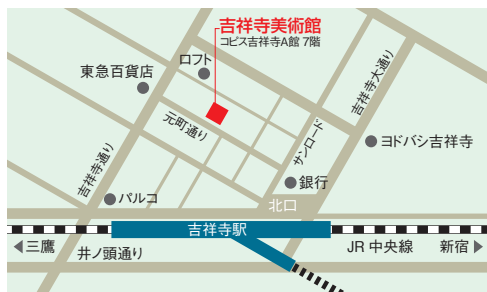 吉祥寺美術館
コピス吉祥寺A館 7階
ロフト
東急百貨店
吉祥寺大通り
元町通り
サンロード
ヨドバシ吉祥寺
吉祥寺通り
銀行
パルコ
北口
吉祥寺駅
◀三鷹
井ノ頭通り
JR 中央線
新宿▶